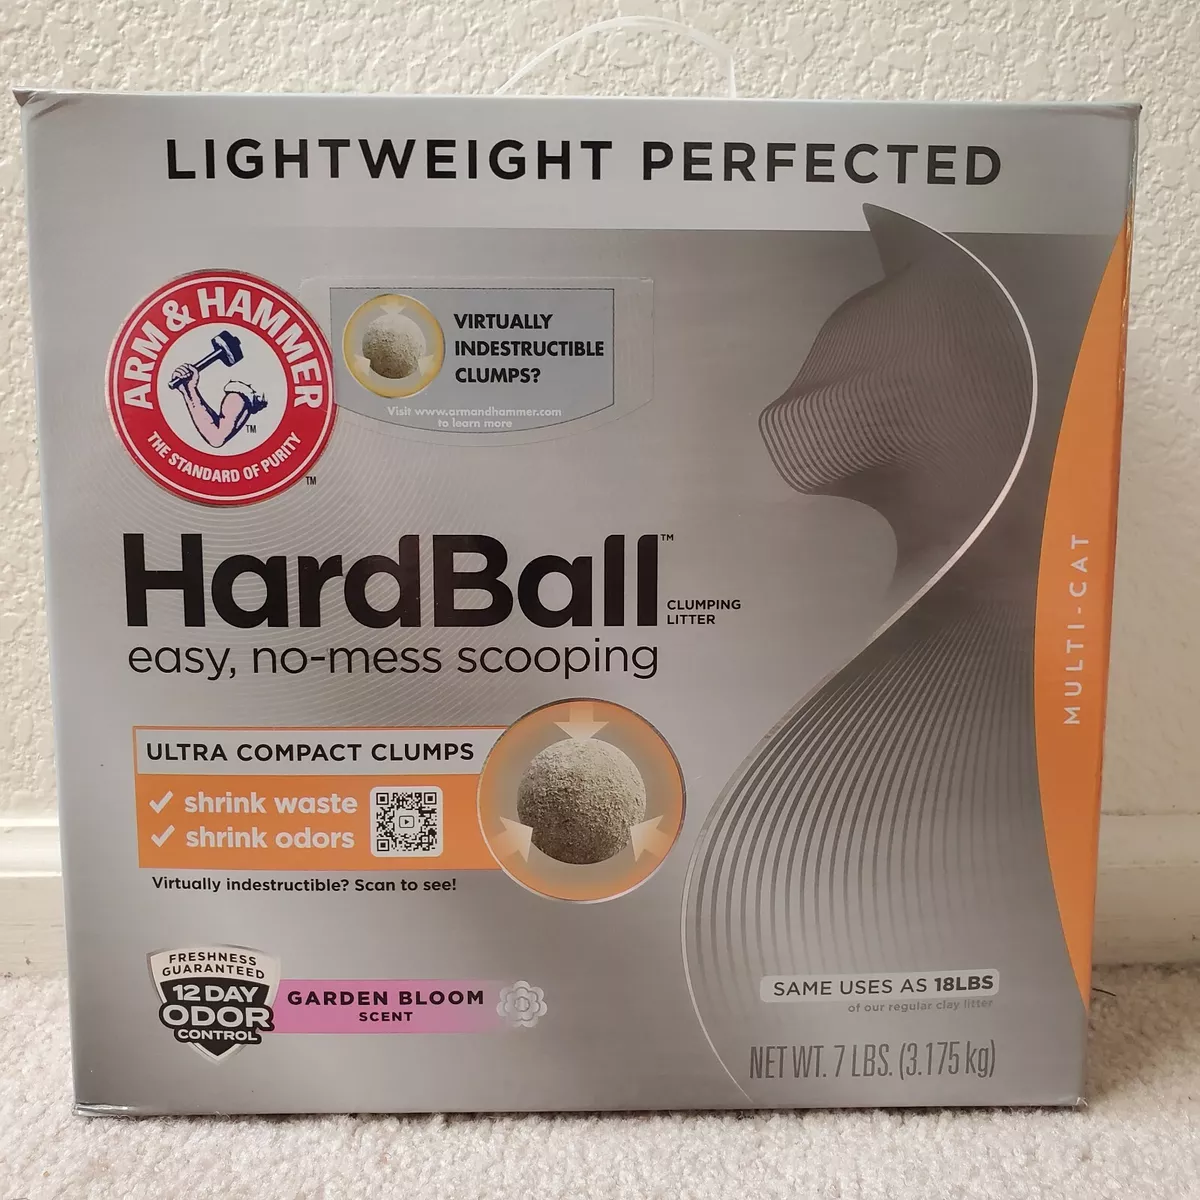 LIGHTWEIGHT PERFECTED
ARM & HAMMER
THE STANDARD OF PURITY
TM
TM
VIRTUALLY
INDESTRUCTIBLE
CLUMPS?
Visit www.armandhammer.com
to learn more
HardBall™
CLUMPING
LITTER
easy, no-mess scooping
ULTRA COMPACT CLUMPS
✓ shrink waste
✓ shrink odors
Virtually indestructible? Scan to see!
MULTI-CAT
FRESHNESS
GUARANTEED
12 DAY
ODOR
CONTROL
GARDEN BLOOM
SCENT
SAME USES AS 18LBS
of our regular clay litter
NET WT. 7 LBS. (3.175 kg)